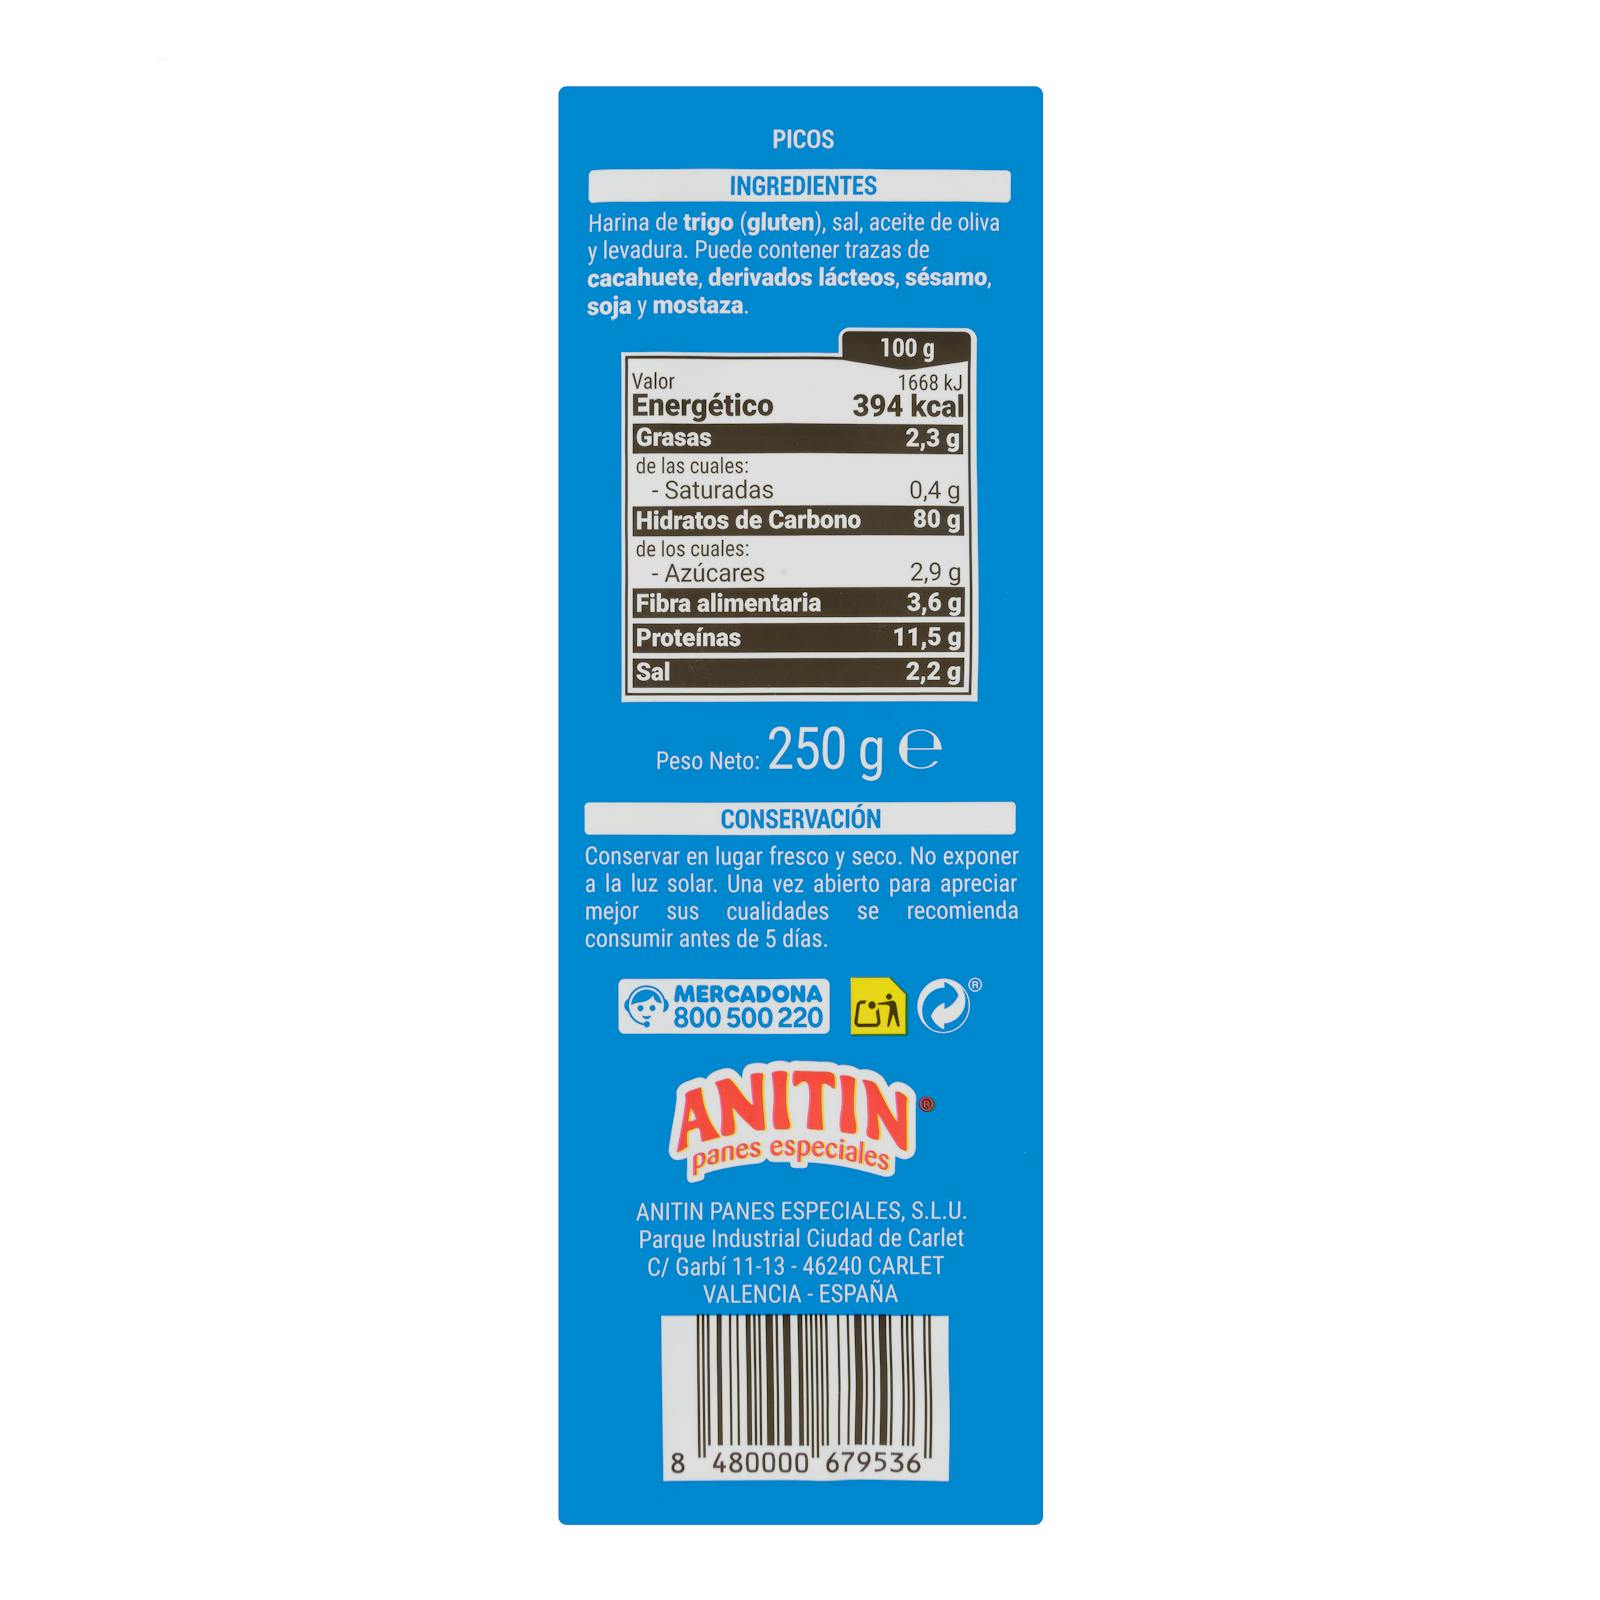 PICOS
INGREDIENTES
Harina de trigo (gluten), sal, aceite de oliva
y levadura. Puede contener trazas de
cacahuete, derivados lácteos, sésamo,
soja y mostaza.
100 g
Valor 1668 kJ
Energético 394 kcal
Grasas 2,3 g
de las cuales:
- Saturadas 0,4 g
Hidratos de Carbono 80 g
de los cuales:
- Azúcares 2,9 g
Fibra alimentaria 3,6 g
Proteínas 11,5 g
Sal 2,2 g
Peso Neto: 250 g ℮
CONSERVACIÓN
Conservar en lugar fresco y seco. No exponer
a la luz solar. Una vez abierto para apreciar
mejor sus cualidades se recomienda
consumir antes de 5 días.
MERCADONA
800 500 220
®
ANITIN®
panes especiales
ANITIN PANES ESPECIALES, S.L.U.
Parque Industrial Ciudad de Carlet
C/ Garbí 11-13 - 46240 CARLET
VALENCIA - ESPAÑA
8 480000 679536